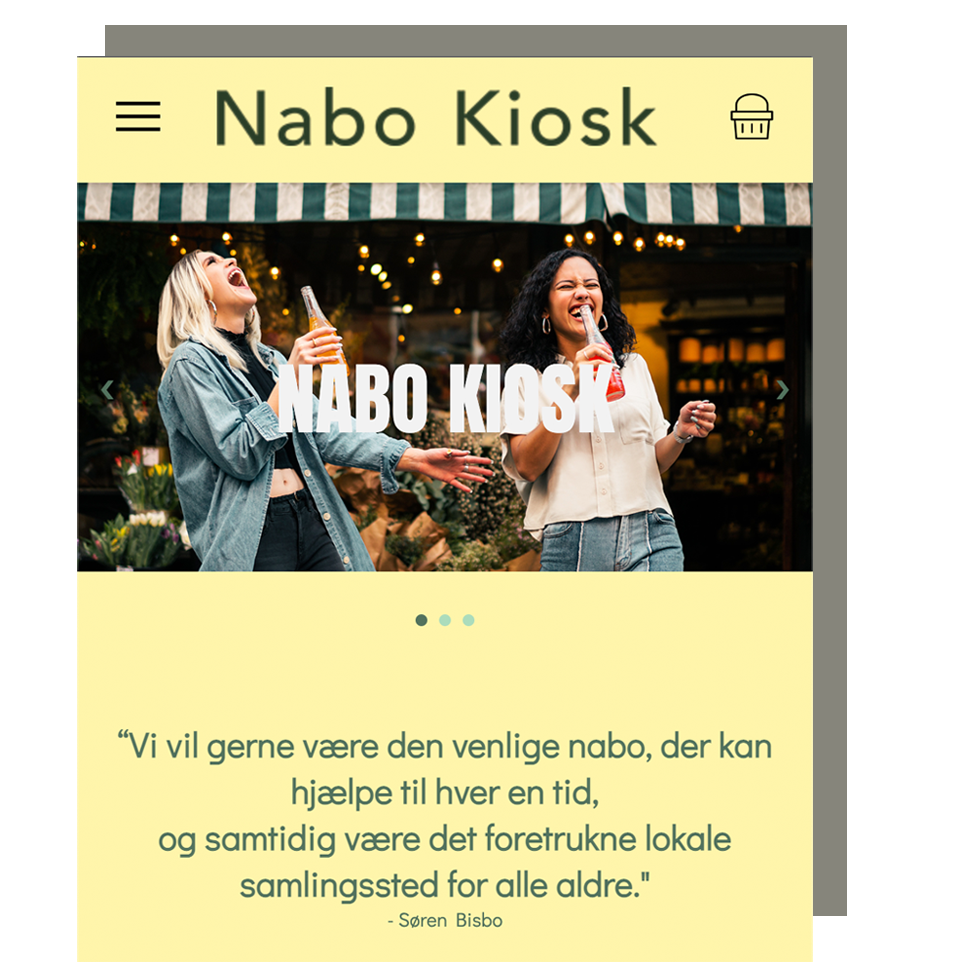 Nabo Kiosk
NABO KIOSK
“Vi vil gerne være den venlige nabo, der kan
hjælpe til hver en tid,
og samtidig være det foretrukne lokale
samlingssted for alle aldre."
- Søren Bisbo